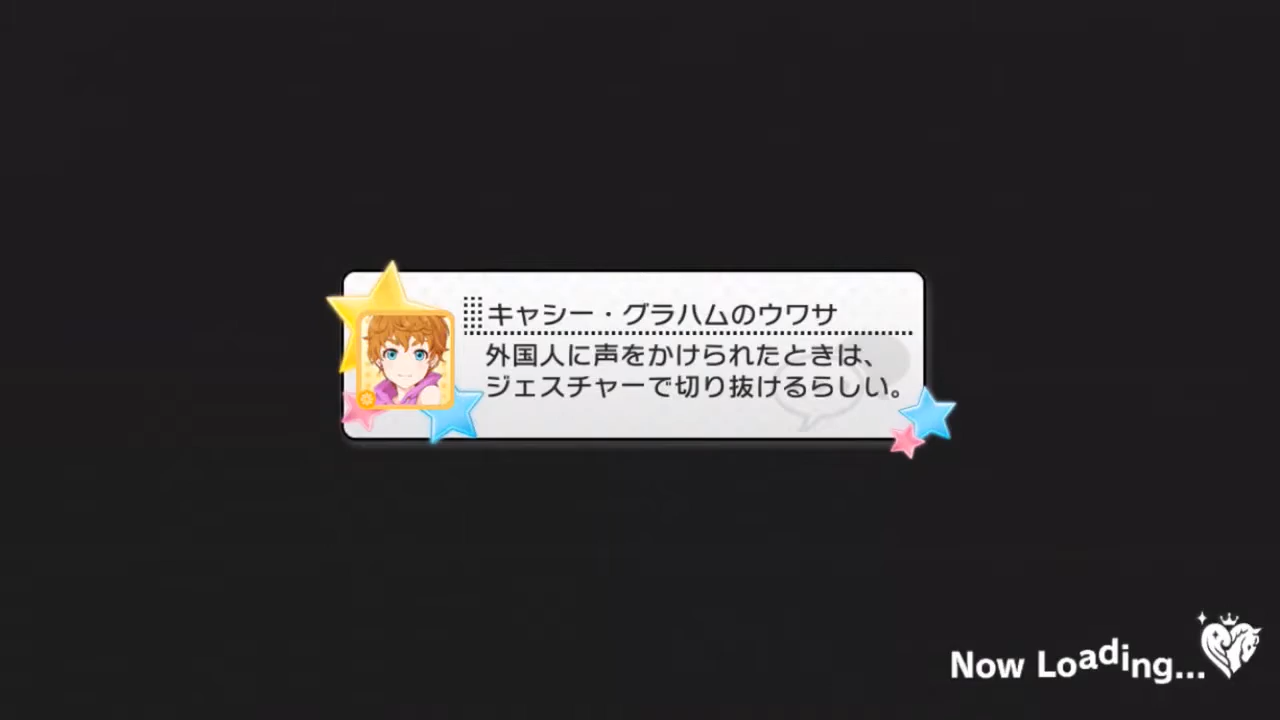 キャシー・グラハムのウワサ
外国人に声をかけられたときは、
ジェスチャーで切り抜けるらしい。
Now Loading...